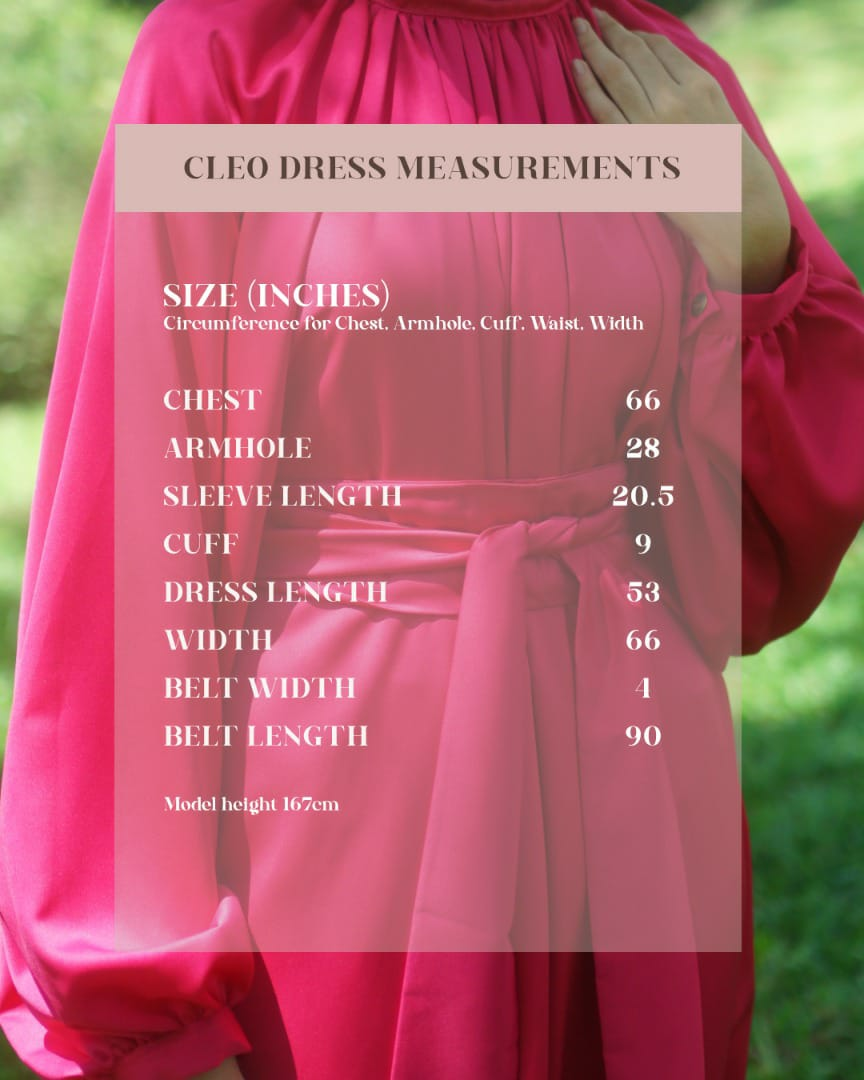 CLEO DRESS MEASUREMENTS
SIZE (INCHES)
Circumference for Chest, Armhole, Cuff, Waist, Width
CHEST 66
ARMHOLE 28
SLEEVE LENGTH 20.5
CUFF 9
DRESS LENGTH 53
WIDTH 66
BELT WIDTH 4
BELT LENGTH 90
Model height 167cm